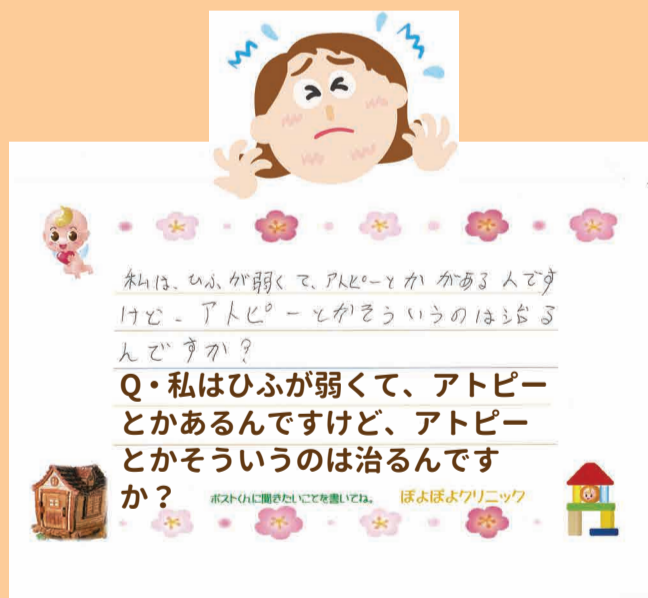 私は、ひふが弱くて、アトピーとかがある人です
けど、アトピーとかそういうのは治る
んですか？
Q・私はひふが弱くて、アトピー
とかあるんですけど、アトピー
とかそういうのは治るんです
か？
ポストくんに聞きたいことを書いてね。 ぽよぽよクリニック